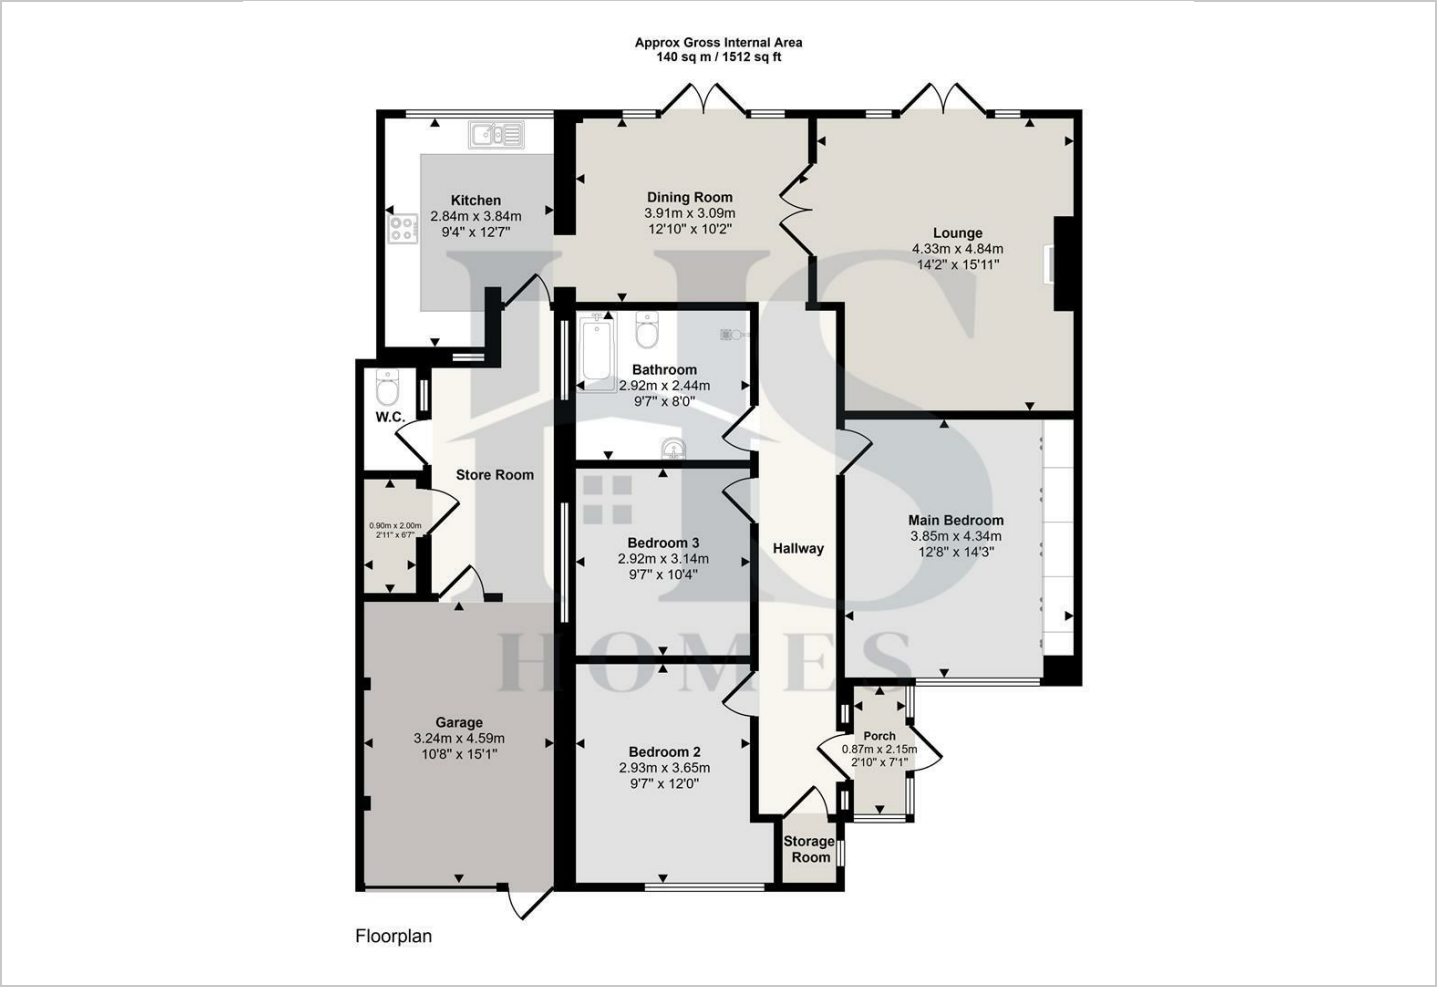 Approx Gross Internal Area
140 sq m / 1512 sq ft
Kitchen
2.84m x 3.84m
9'4" x 12'7"
Dining Room
3.91m x 3.09m
12'10" x 10'2"
Lounge
4.33m x 4.84m
14'2" x 15'11"
Bathroom
2.92m x 2.44m
9'7" x 8'0"
W.C.
Store Room
0.90m x 2.00m
2'11" x 6'7"
Bedroom 3
2.92m x 3.14m
9'7" x 10'4"
Hallway
Main Bedroom
3.85m x 4.34m
12'8" x 14'3"
HS
HOMES
Garage
3.24m x 4.59m
10'8" x 15'1"
Bedroom 2
2.93m x 3.65m
9'7" x 12'0"
Porch
0.87m x 2.15m
2'10" x 7'1"
Storage
Room
Floorplan